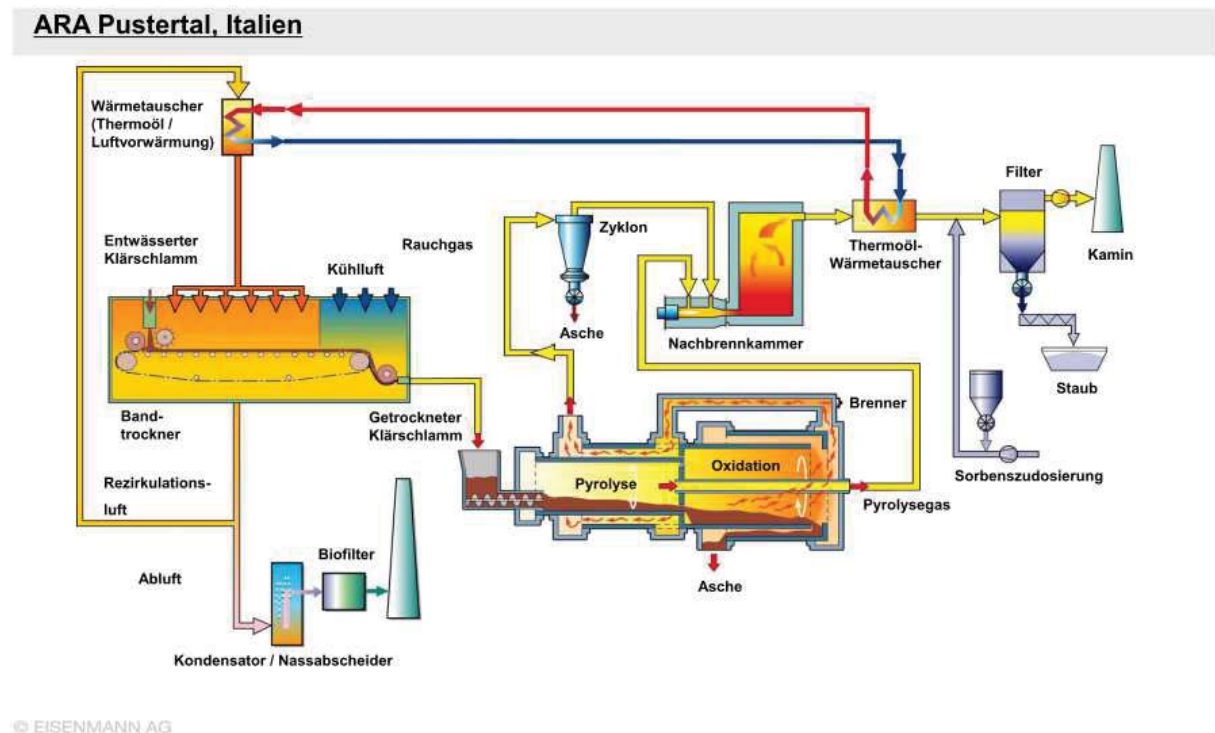 ARA Pustertal, Italien
Wärmetauscher
(Thermoöl /
Luftvorwärmung)
Entwässerter
Klärschlamm
Rauchgas
Kühlluft
Zyklon
Asche
Filter
Thermoöl-
Wärmetauscher
Kamin
Nachbrennkammer
Staub
Band-
trockner
Getrockneter
Klärschlamm
Brenner
Oxidation
Pyrolyse
Sorbenszudosierung
Pyrolysegas
Rezirkulations-
luft
Biofilter
Abluft
Asche
Kondensator / Nassabscheider
© EISENMANN AG